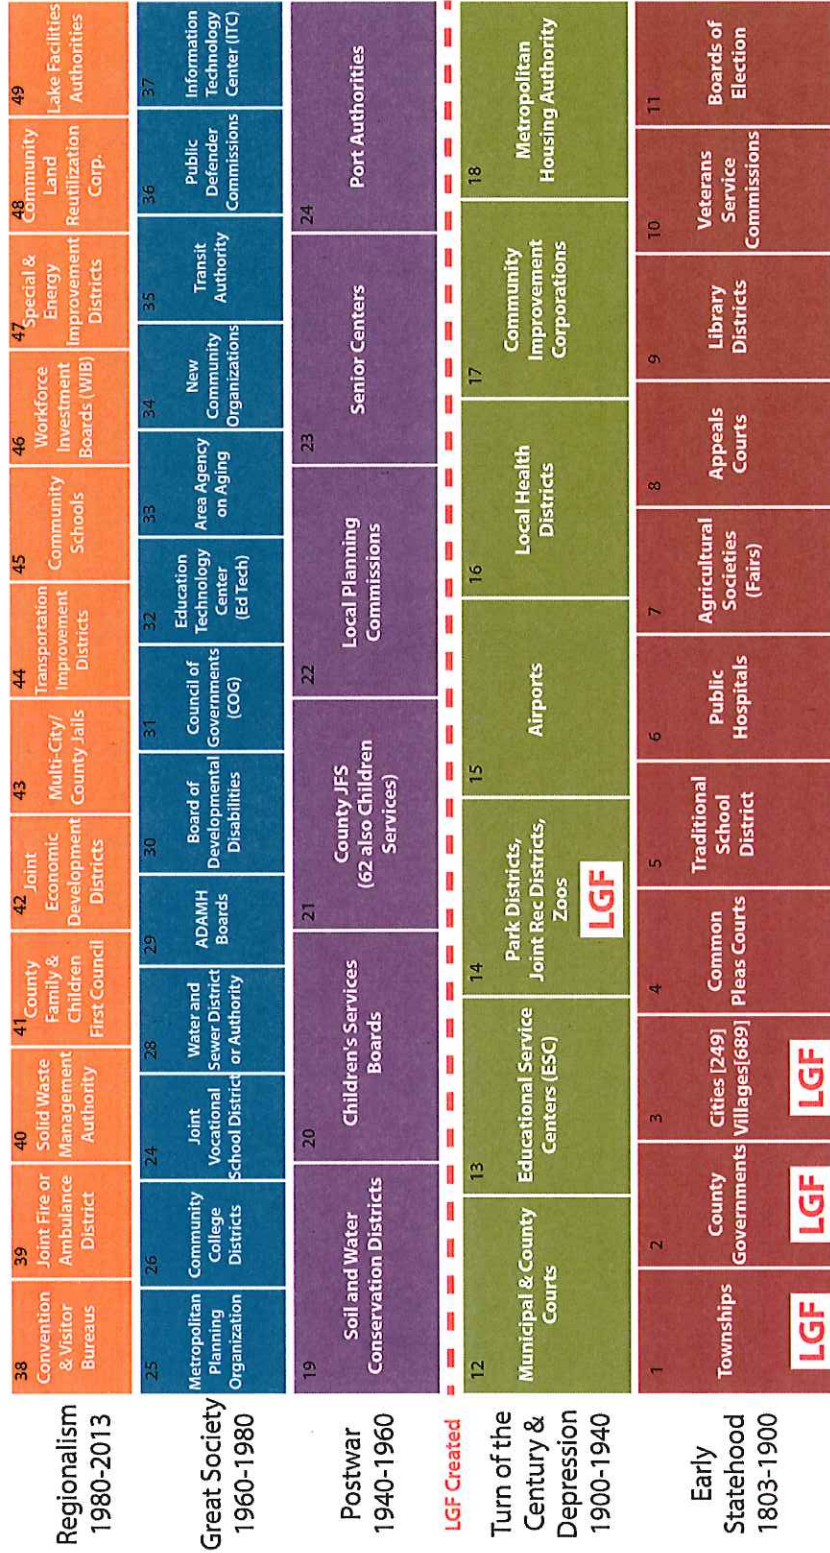 Regionalism
1980-2013
38
Convention
& Visitor
Bureaus
39
Joint Fire or
Ambulance
District
40
Solid Waste
Management
Authority
41
County
Family &
Children
First Council
42
Joint
Economic
Development
Districts
43
Multi-City/
County Jails
44
Transportation
Improvement
Districts
45
Community
Schools
46
Workforce
Investment
Boards (WIB)
47
Special &
Energy
Improvement
Districts
48
Community
Land
Reutilization
Corp.
49
Lake Facilities
Authorities
Great Society
1960-1980
25
Metropolitan
Planning
Organization
26
Community
College
Districts
24
Joint
Vocational
School District
28
Water and
Sewer District
or Authority
29
ADAMH
Boards
30
Board of
Developmental
Disabilities
31
Council of
Governments
(COG)
32
Education
Technology
Center
(Ed Tech)
33
Area Agency
on Aging
34
New
Community
Organizations
35
Transit
Authority
36
Public
Defender
Commissions
37
Information
Technology
Center (ITC)
Postwar
1940-1960
19
Soil and Water
Conservation Districts
20
Children's Services
Boards
21
County JFS
(62 also Children
Services)
22
Local Planning
Commissions
23
Senior Centers
24
Port Authorities
LGF Created
Turn of the
Century &
Depression
1900-1940
12
Municipal & County
Courts
13
Educational Service
Centers (ESC)
14
Park Districts,
Joint Rec Districts,
Zoos
LGF
15
Airports
16
Local Health
Districts
17
Community
Improvement
Corporations
18
Metropolitan
Housing Authority
Early
Statehood
1803-1900
1
Townships
LGF
2
County
Governments
LGF
3
Cities [249]
Villages[689]
LGF
4
Common
Pleas Courts
5
Traditional
School
District
6
Public
Hospitals
7
Agricultural
Societies
(Fairs)
8
Appeals
Courts
9
Library
Districts
10
Veterans
Service
Commissions
11
Boards of
Election